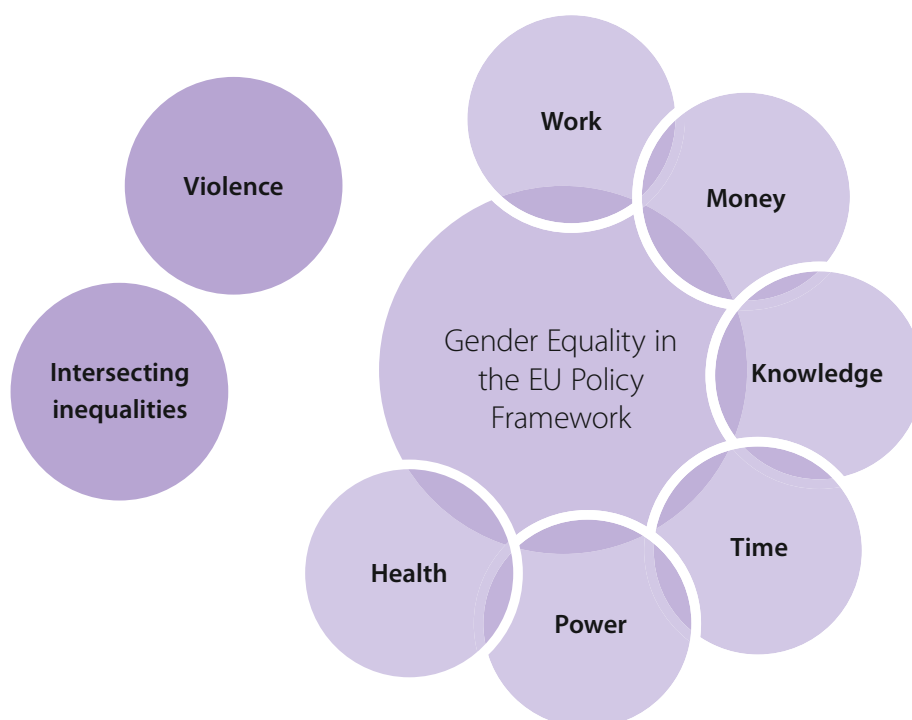 Work
Violence
Money
Gender Equality in
the EU Policy
Framework
Intersecting
inequalities
Knowledge
Time
Health
Power